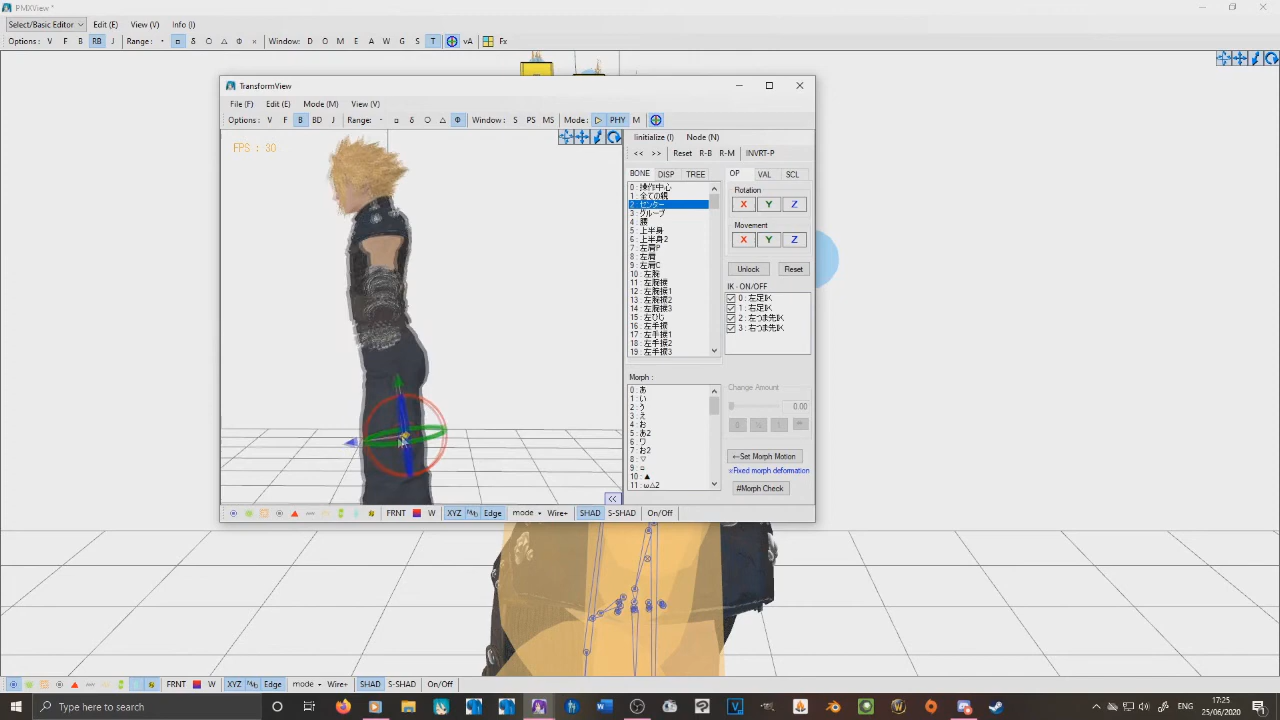 PMXView *
Select/Basic Editor Edit (E) View (V) Info (I)
Options: V F B RB J Range: Window: D O M E A W G S T vA Fx
TransformView
File (F) Edit (E) Mode (M) View (V)
Options: V F B BD J Range: Window: S PS MS Mode: PHY M
FPS : 30
Iinitialize (I) Node (N)
<< >> Reset R-B R-M INVRT-P
BONE DISP TREE
0 : 操作中心
1 : 全ての親
2 : センター
3 : グルーブ
4 : 腰
5 : 上半身
6 : 上半身2
7 : 左肩P
8 : 左肩
9 : 左肩C
10 : 左腕
11 : 左腕捩
12 : 左腕捩1
13 : 左腕捩2
14 : 左腕捩3
15 : 左ひじ
16 : 左手捩
17 : 左手捩1
18 : 左手捩2
19 : 左手捩3
OP VAL SCL
Rotation
X Y Z
Movement
X Y Z
Unlock Reset
IK - ON/OFF
0 : 左足IK
1 : 右足IK
2 : 左つま先IK
3 : 右つま先IK
Morph :
0 : あ
1 : い
2 : う
3 : え
4 : お
5 : あ2
6 : ワ
7 : お2
8 : ▽
9 : □
10 : ▲
11 : ω△2
Change Amount
0.00
←Set Morph Motion
※Fixed morph deformation
#Morph Check
<<
FRNT W XYZ Edge mode Wire+ SHAD S-SHAD On/Off
FRNT W XYZ Edge mode Wire+ SHAD S-SHAD On/Off
Type here to search
ENG
17:25
25/06/2020